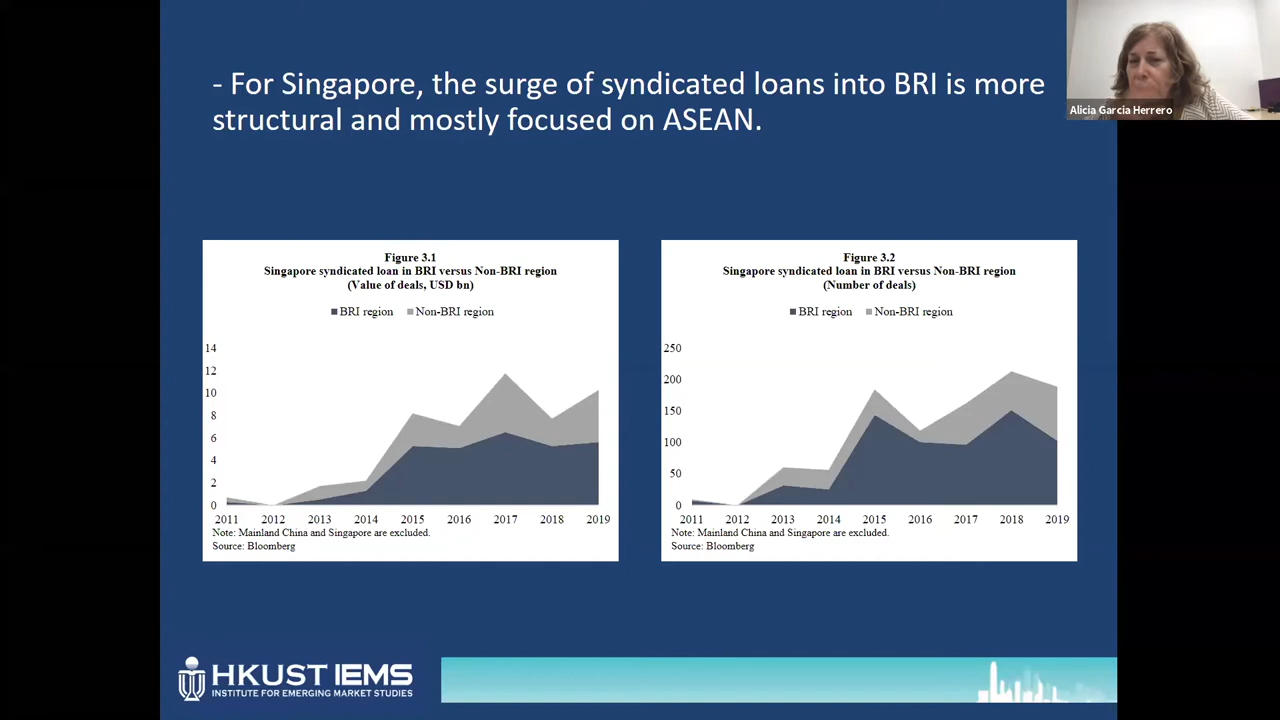 - For Singapore, the surge of syndicated loans into BRI is more
structural and mostly focused on ASEAN.
Alicia Garcia Herrero
Figure 3.1
Singapore syndicated loan in BRI versus Non-BRI region
(Value of deals, USD bn)
BRI region Non-BRI region
14
12
10
8
6
4
2
0
2011 2012 2013 2014 2015 2016 2017 2018 2019
Note: Mainland China and Singapore are excluded.
Source: Bloomberg
Figure 3.2
Singapore syndicated loan in BRI versus Non-BRI region
(Number of deals)
BRI region Non-BRI region
250
200
150
100
50
0
2011 2012 2013 2014 2015 2016 2017 2018 2019
Note: Mainland China and Singapore are excluded.
Source: Bloomberg
HKUST IEMS
INSTITUTE FOR EMERGING MARKET STUDIES